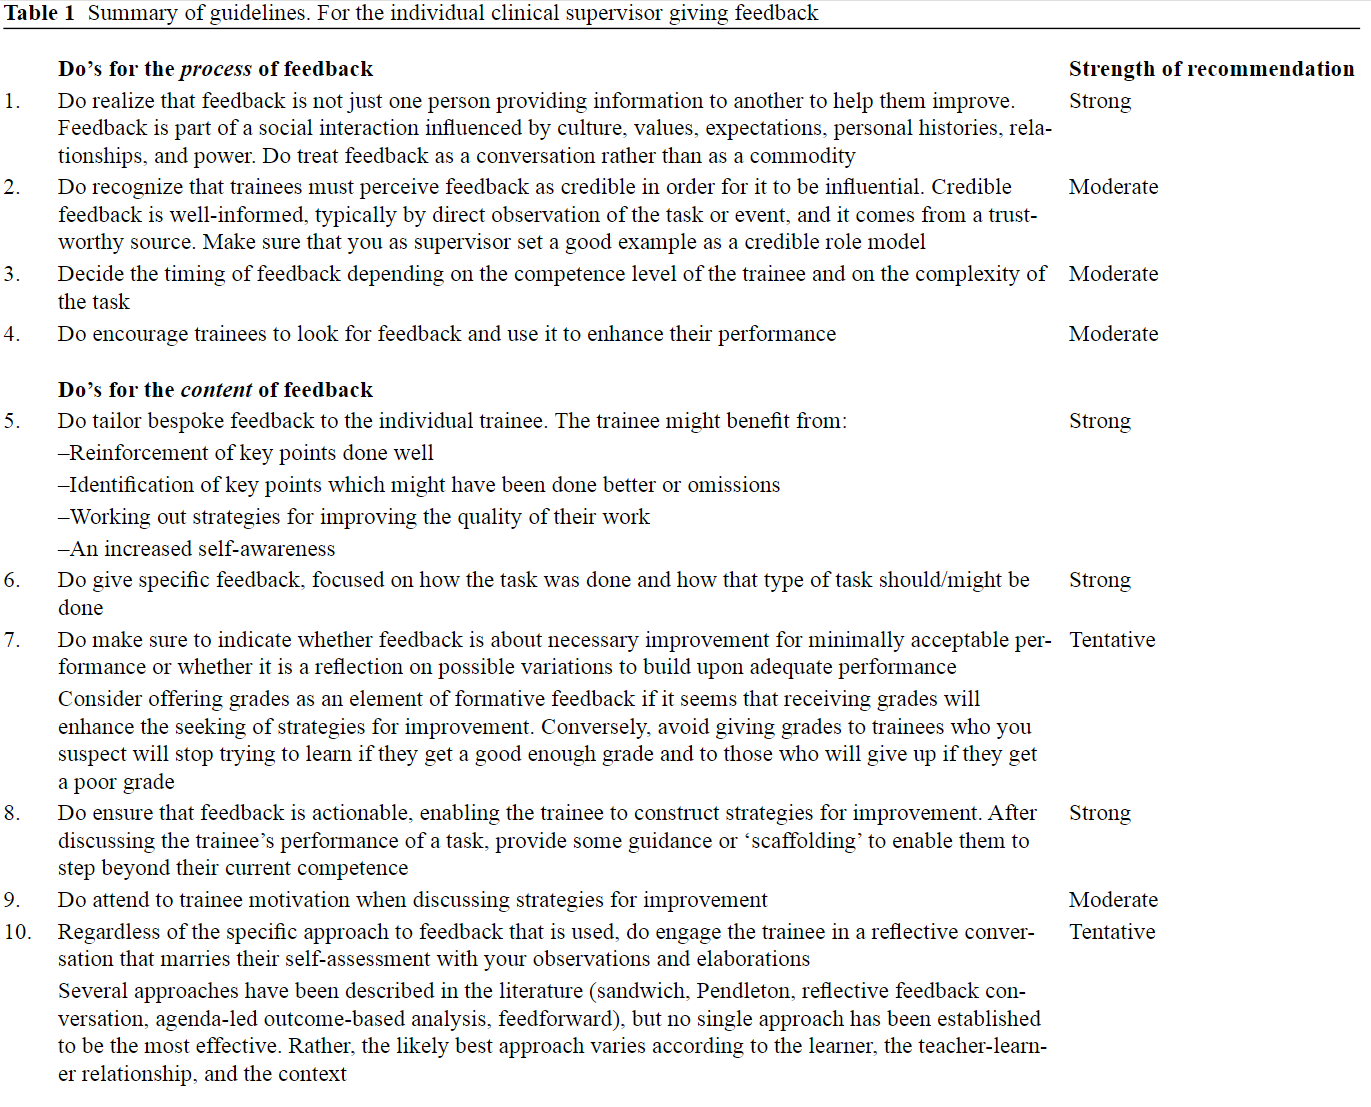 Table 1 Summary of guidelines. For the individual clinical supervisor giving feedback
Do’s for the process of feedback Strength of recommendation
1. Do realize that feedback is not just one person providing information to another to help them improve. Strong
Feedback is part of a social interaction influenced by culture, values, expectations, personal histories, rela-
tionships, and power. Do treat feedback as a conversation rather than as a commodity
2. Do recognize that trainees must perceive feedback as credible in order for it to be influential. Credible Moderate
feedback is well-informed, typically by direct observation of the task or event, and it comes from a trust-
worthy source. Make sure that you as supervisor set a good example as a credible role model
3. Decide the timing of feedback depending on the competence level of the trainee and on the complexity of Moderate
the task
4. Do encourage trainees to look for feedback and use it to enhance their performance Moderate
Do’s for the content of feedback
5. Do tailor bespoke feedback to the individual trainee. The trainee might benefit from: Strong
–Reinforcement of key points done well
–Identification of key points which might have been done better or omissions
–Working out strategies for improving the quality of their work
–An increased self-awareness
6. Do give specific feedback, focused on how the task was done and how that type of task should/might be Strong
done
7. Do make sure to indicate whether feedback is about necessary improvement for minimally acceptable per- Tentative
formance or whether it is a reflection on possible variations to build upon adequate performance
Consider offering grades as an element of formative feedback if it seems that receiving grades will
enhance the seeking of strategies for improvement. Conversely, avoid giving grades to trainees who you
suspect will stop trying to learn if they get a good enough grade and to those who will give up if they get
a poor grade
8. Do ensure that feedback is actionable, enabling the trainee to construct strategies for improvement. After Strong
discussing the trainee’s performance of a task, provide some guidance or ‘scaffolding’ to enable them to
step beyond their current competence
9. Do attend to trainee motivation when discussing strategies for improvement Moderate
10. Regardless of the specific approach to feedback that is used, do engage the trainee in a reflective conver- Tentative
sation that marries their self-assessment with your observations and elaborations
Several approaches have been described in the literature (sandwich, Pendleton, reflective feedback con-
versation, agenda-led outcome-based analysis, feedforward), but no single approach has been established
to be the most effective. Rather, the likely best approach varies according to the learner, the teacher-learn-
er relationship, and the context